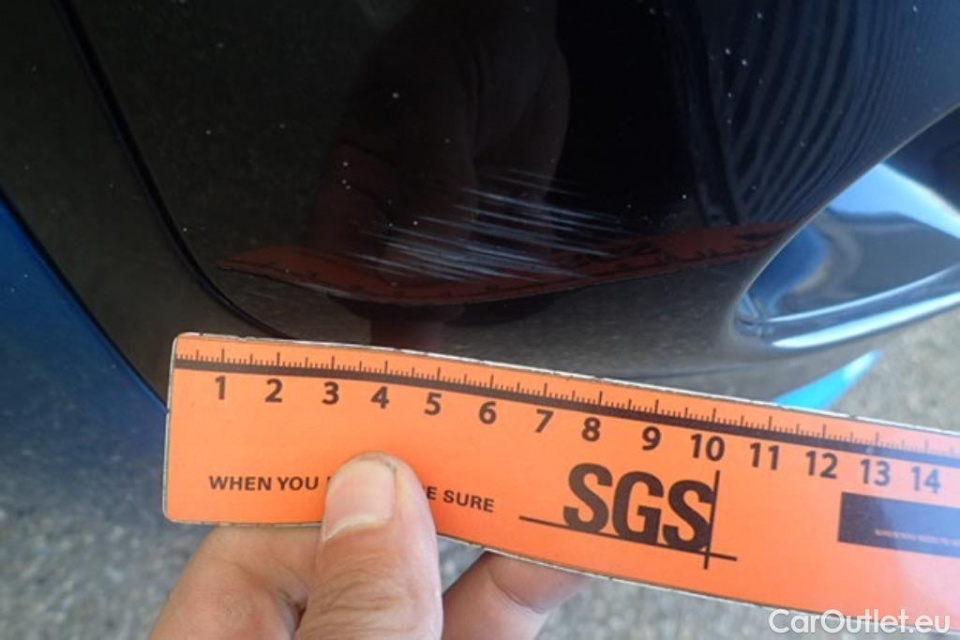 1 2 3 4 5 6 7 8 9 10 11 12 13 14
WHEN YOU E SURE
SGS
CarOutlet.eu